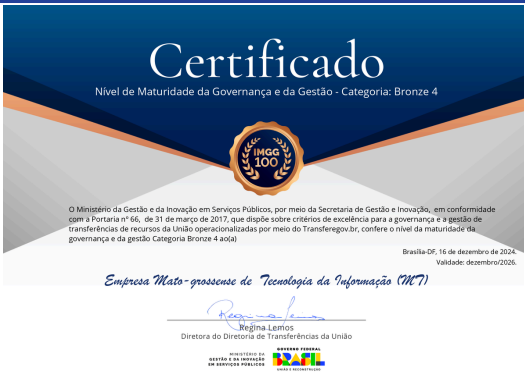 Certificado
Nível de Maturidade da Governança e da Gestão - Categoria: Bronze 4
IMGG
100
O Ministério da Gestão e da Inovação em Serviços Públicos, por meio da Secretaria de Gestão e Inovação, em conformidade
com a Portaria nº 66, de 31 de março de 2017, que dispõe sobre critérios de excelência para a governança e a gestão de
transferências de recursos da União operacionalizadas por meio do Transferegov.br, confere o nível da maturidade da
governança e da gestão Categoria Bronze 4 ao(a)
Brasília-DF, 16 de dezembro de 2024.
Validade: dezembro/2026.
Empresa Mato-grossense de Tecnologia da Informação (MT)
Regina Lemos
Regina Lemos
Diretora do Diretoria de Transferências da União
MINISTÉRIO DA
GESTÃO E DA INOVAÇÃO
EM SERVIÇOS PÚBLICOS
GOVERNO FEDERAL
BRASIL
UNIÃO E RECONSTRUÇÃO